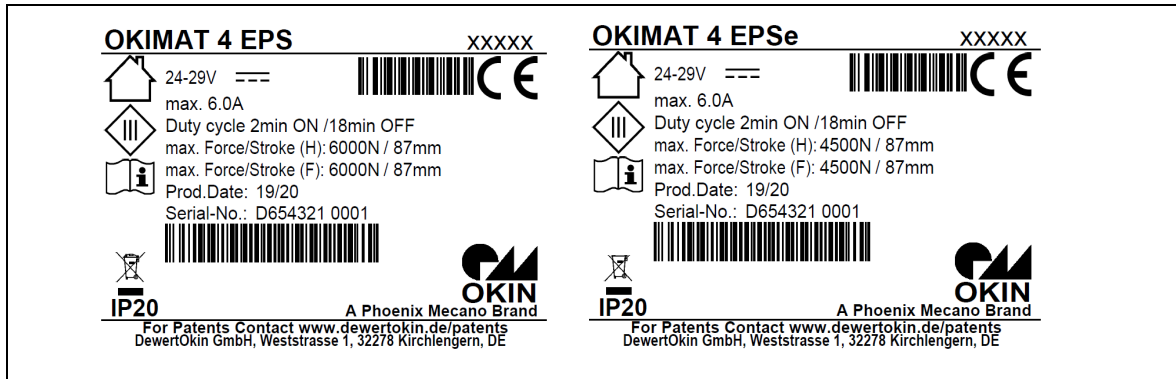 OKIMAT 4 EPS
XXXXX
24-29V
max. 6.0A
Duty cycle 2min ON /18min OFF
max. Force/Stroke (H): 6000N / 87mm
max. Force/Stroke (F): 6000N / 87mm
Prod.Date: 19/20
Serial-No.: D654321 0001
CE
III
i
IP20
OKIN
A Phoenix Mecano Brand
For Patents Contact www.dewertokin.de/patents
DewertOkin GmbH, Weststrasse 1, 32278 Kirchlengern, DE
OKIMAT 4 EPSe
XXXXX
24-29V
max. 6.0A
Duty cycle 2min ON /18min OFF
max. Force/Stroke (H): 4500N / 87mm
max. Force/Stroke (F): 4500N / 87mm
Prod.Date: 19/20
Serial-No.: D654321 0001
CE
III
i
IP20
OKIN
A Phoenix Mecano Brand
For Patents Contact www.dewertokin.de/patents
DewertOkin GmbH, Weststrasse 1, 32278 Kirchlengern, DE